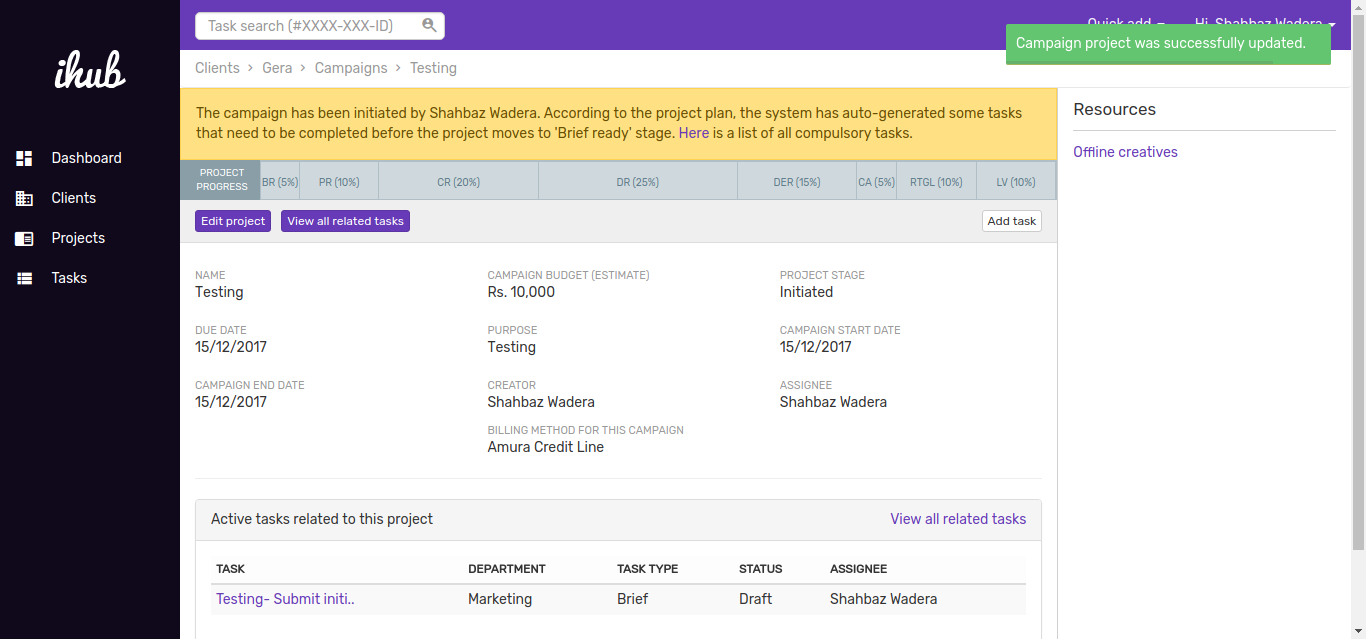 ihub
Dashboard
Clients
Projects
Tasks
Task search (#XXXX-XXX-ID)
Quick add
Hi, Shahbaz Wadera
Campaign project was successfully updated.
Clients › Gera › Campaigns › Testing
The campaign has been initiated by Shahbaz Wadera. According to the project plan, the system has auto-generated some tasks
that need to be completed before the project moves to 'Brief ready' stage. Here is a list of all compulsory tasks.
PROJECT
PROGRESS
BR (5%)
PR (10%)
CR (20%)
DR (25%)
DER (15%)
CA (5%)
RTGL (10%)
LV (10%)
Edit project
View all related tasks
Add task
NAME
Testing
CAMPAIGN BUDGET (ESTIMATE)
Rs. 10,000
PROJECT STAGE
Initiated
DUE DATE
15/12/2017
PURPOSE
Testing
CAMPAIGN START DATE
15/12/2017
CAMPAIGN END DATE
15/12/2017
CREATOR
Shahbaz Wadera
ASSIGNEE
Shahbaz Wadera
BILLING METHOD FOR THIS CAMPAIGN
Amura Credit Line
Active tasks related to this project
View all related tasks
TASK DEPARTMENT TASK TYPE STATUS ASSIGNEE
Testing- Submit initi.. Marketing Brief Draft Shahbaz Wadera
Resources
Offline creatives